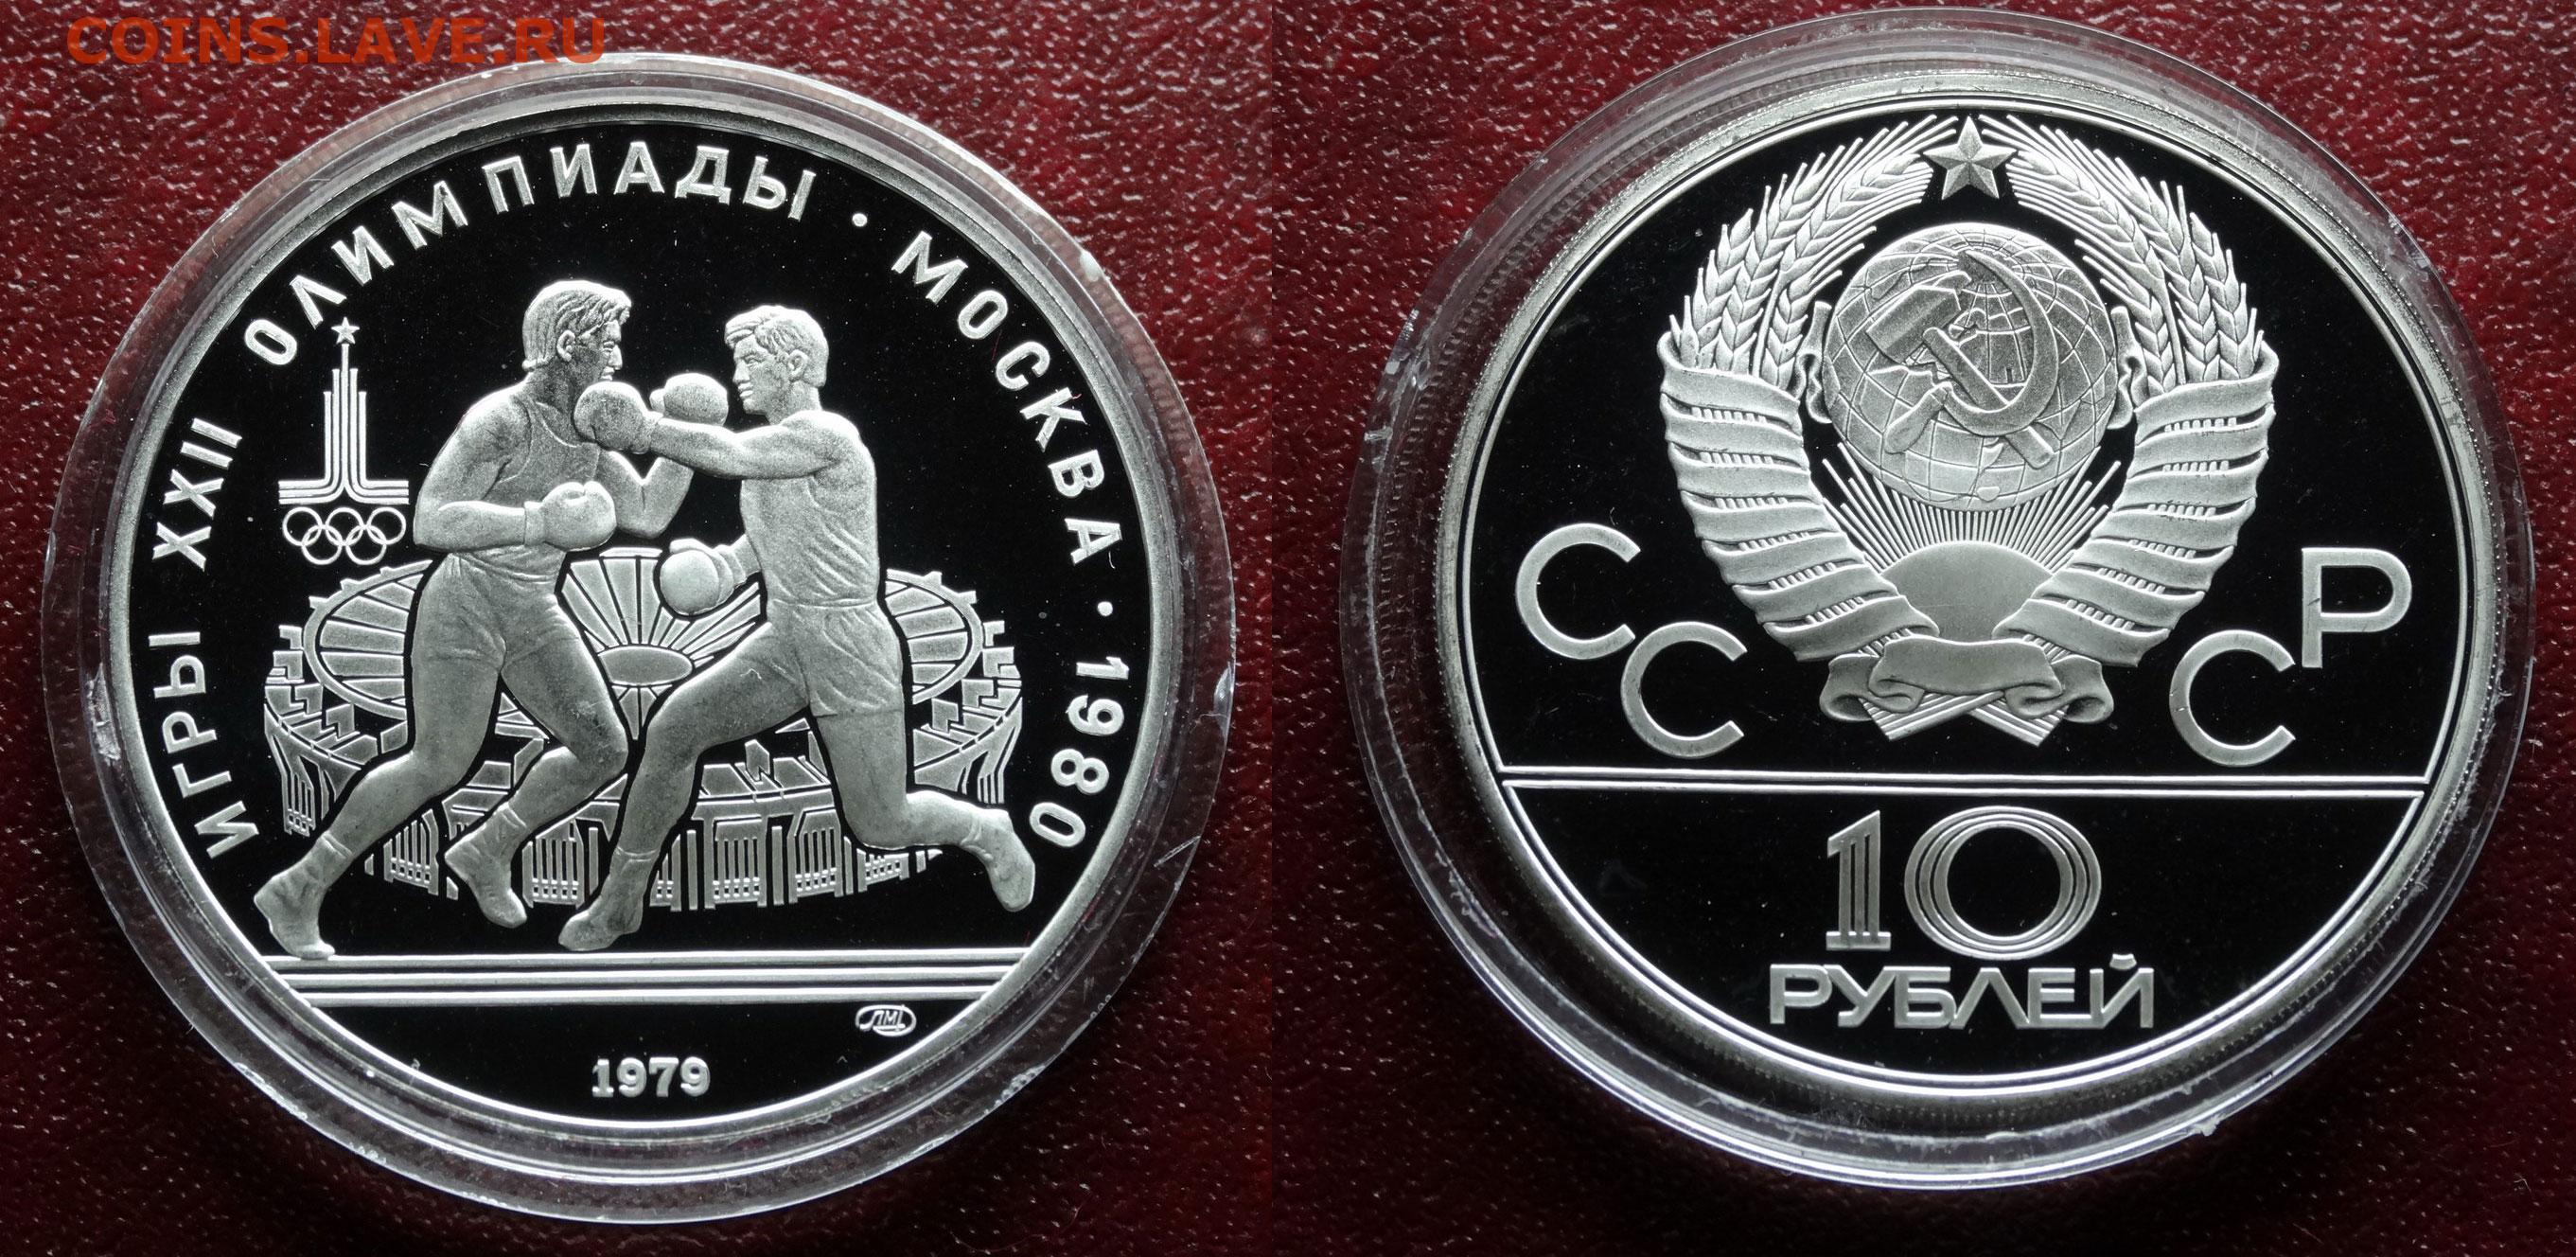 COINS.LAVE.RU
ИГРЫ XXII ОЛИМПИАДЫ · МОСКВА · 1980
ЛМД
1979
СССР
10
РУБЛЕЙ